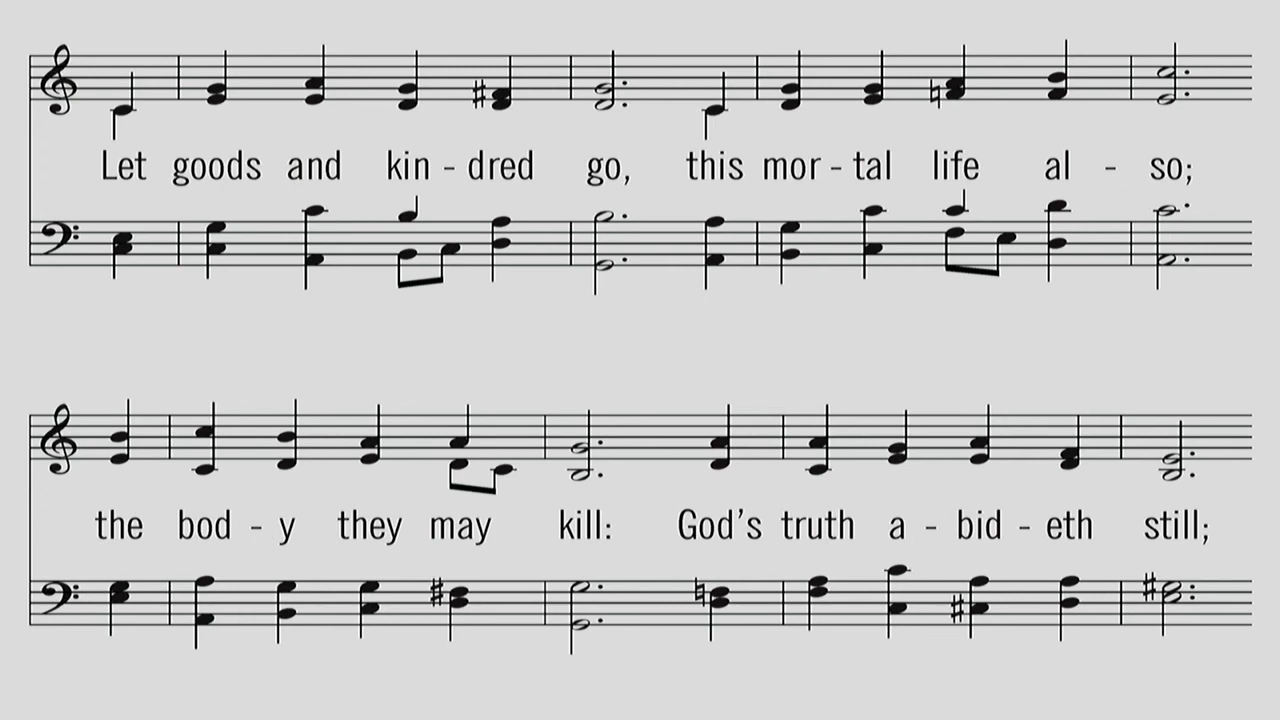 Let goods and kin - dred go, this mor - tal life al - so;
the bod - y they may kill: God's truth a - bid - eth still;